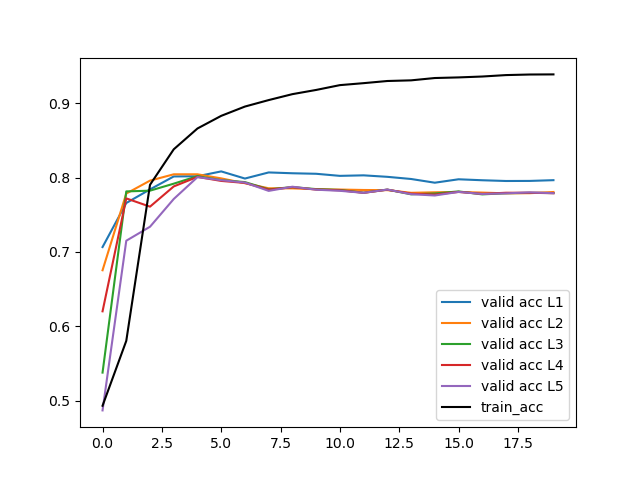 0.9
0.8
0.7
0.6
0.5
0.0 2.5 5.0 7.5 10.0 12.5 15.0 17.5
valid acc L1
valid acc L2
valid acc L3
valid acc L4
valid acc L5
train_acc